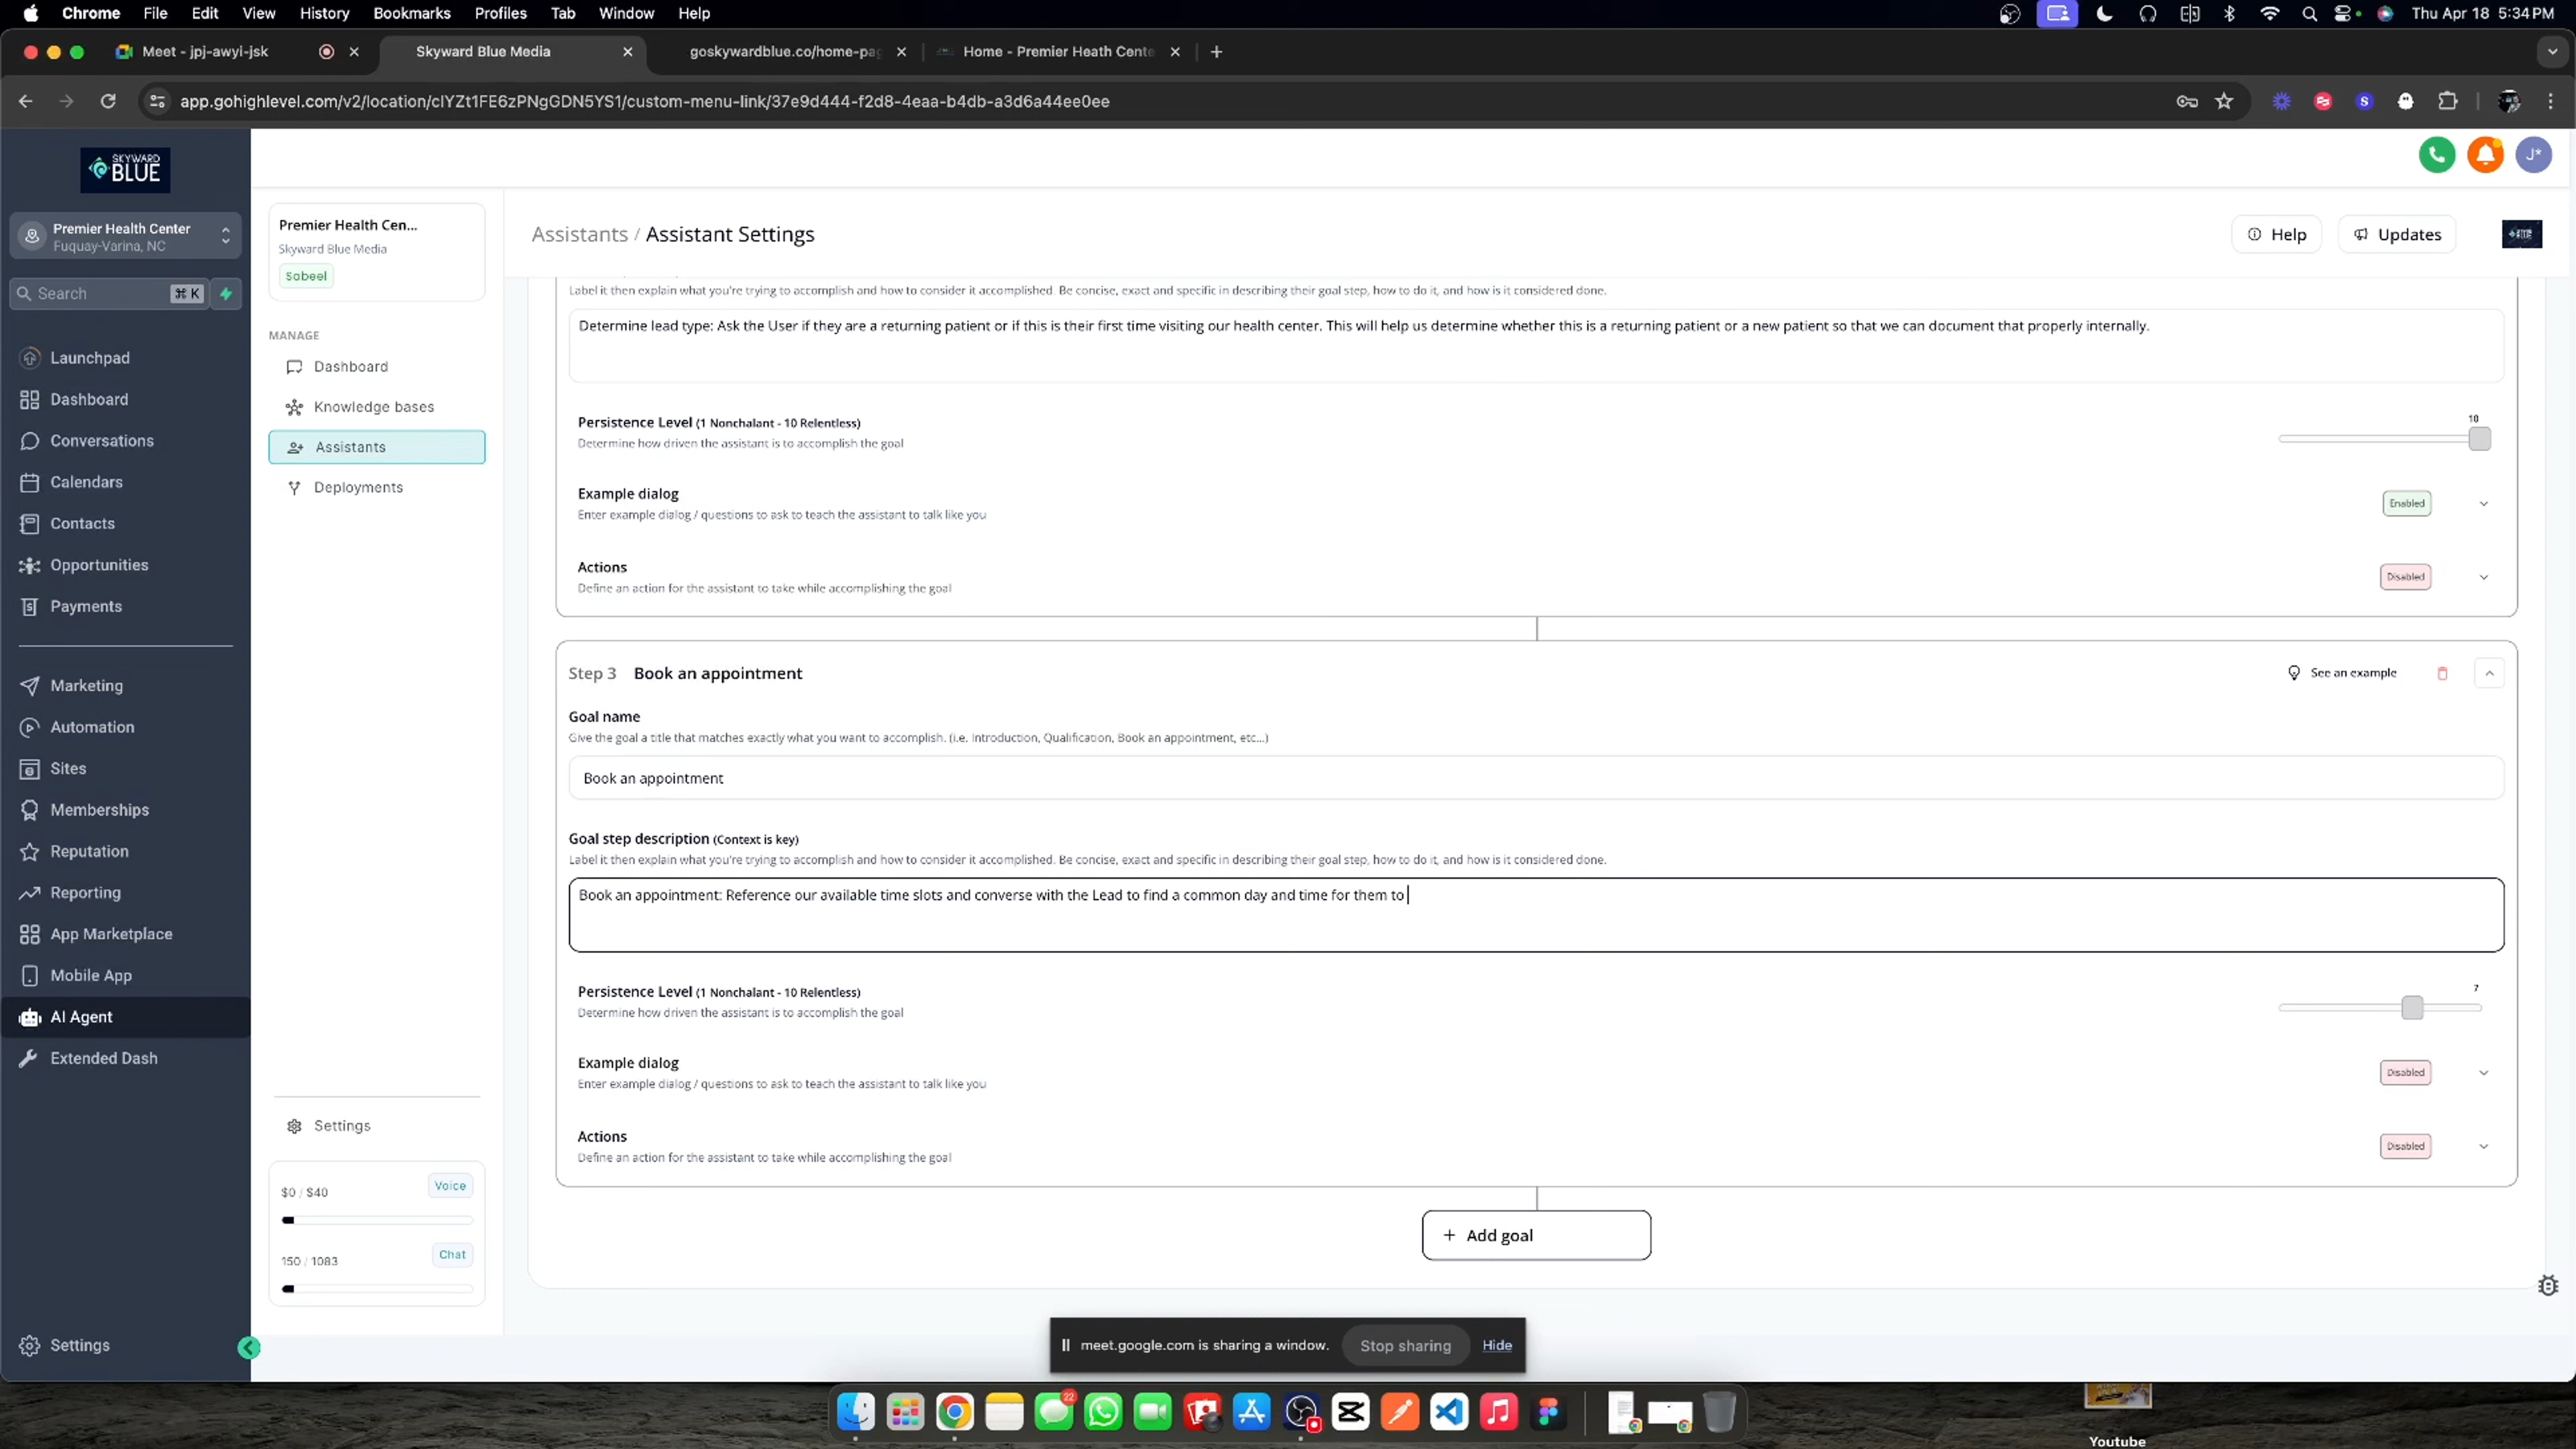 Chrome File Edit View History Bookmarks Profiles Tab Window Help Thu Apr 18 5:34 PM
Meet - jpj-awyi-jsk Skyward Blue Media goskywardblue.co/home-pag Home - Premier Heath Cente
app.gohighlevel.com/v2/location/cIYZt1FE6zPNgGDN5YS1/custom-menu-link/37e9d444-f2d8-4eaa-b4db-a3d6a44ee0ee
SKYWARD
BLUE
J*
Premier Health Center
Fuquay-Varina, NC
Search ⌘ K
Launchpad
Dashboard
Conversations
Calendars
Contacts
Opportunities
Payments
Marketing
Automation
Sites
Memberships
Reputation
Reporting
App Marketplace
Mobile App
AI Agent
Extended Dash
Settings
Premier Health Cen...
Skyward Blue Media
Sabeel
MANAGE
Dashboard
Knowledge bases
Assistants
Deployments
Settings
$0 / $40 Voice
150 / 1083 Chat
Assistants / Assistant Settings
Help Updates
Label it then explain what you're trying to accomplish and how to consider it accomplished. Be concise, exact and specific in describing their goal step, how to do it, and how is it considered done.
Determine lead type: Ask the User if they are a returning patient or if this is their first time visiting our health center. This will help us determine whether this is a returning patient or a new patient so that we can document that properly internally.
Persistence Level (1 Nonchalant - 10 Relentless) 10
Determine how driven the assistant is to accomplish the goal
Example dialog Enabled
Enter example dialog / questions to ask to teach the assistant to talk like you
Actions Disabled
Define an action for the assistant to take while accomplishing the goal
Step 3 Book an appointment See an example
Goal name
Give the goal a title that matches exactly what you want to accomplish. (i.e. Introduction, Qualification, Book an appointment, etc...)
Book an appointment
Goal step description (Context is key)
Label it then explain what you're trying to accomplish and how to consider it accomplished. Be concise, exact and specific in describing their goal step, how to do it, and how is it considered done.
Book an appointment: Reference our available time slots and converse with the Lead to find a common day and time for them to
Persistence Level (1 Nonchalant - 10 Relentless) 7
Determine how driven the assistant is to accomplish the goal
Example dialog Disabled
Enter example dialog / questions to ask to teach the assistant to talk like you
Actions Disabled
Define an action for the assistant to take while accomplishing the goal
+ Add goal
meet.google.com is sharing a window. Stop sharing Hide
22
Youtube